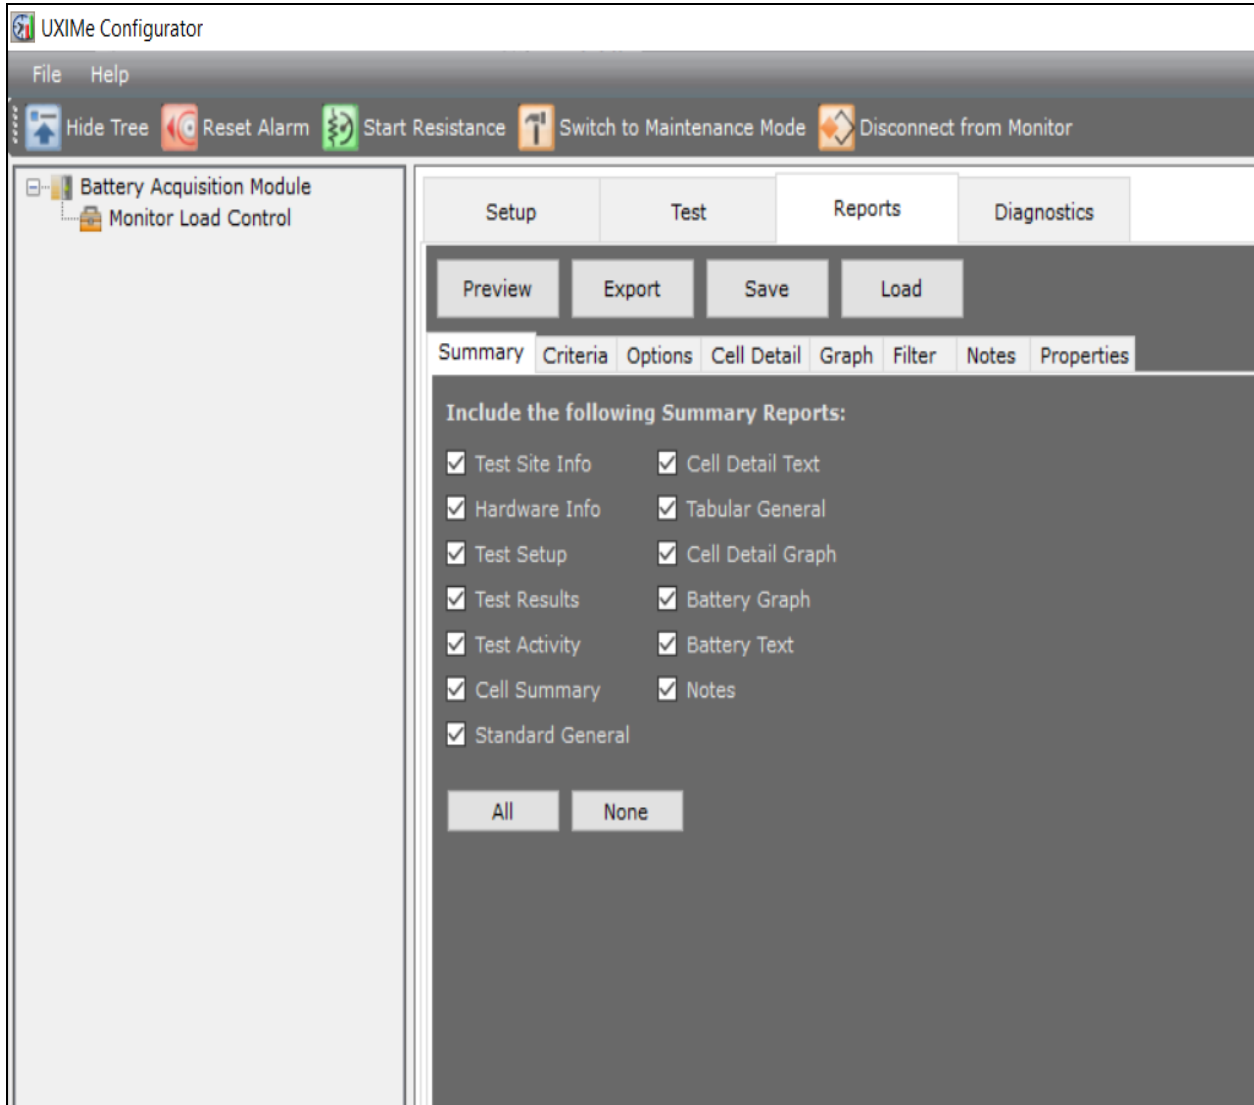 UXIMe Configurator
File Help
Hide Tree Reset Alarm Start Resistance Switch to Maintenance Mode Disconnect from Monitor
Battery Acquisition Module
Monitor Load Control
Setup Test Reports Diagnostics
Preview Export Save Load
Summary Criteria Options Cell Detail Graph Filter Notes Properties
Include the following Summary Reports:
Test Site Info Cell Detail Text
Hardware Info Tabular General
Test Setup Cell Detail Graph
Test Results Battery Graph
Test Activity Battery Text
Cell Summary Notes
Standard General
All None